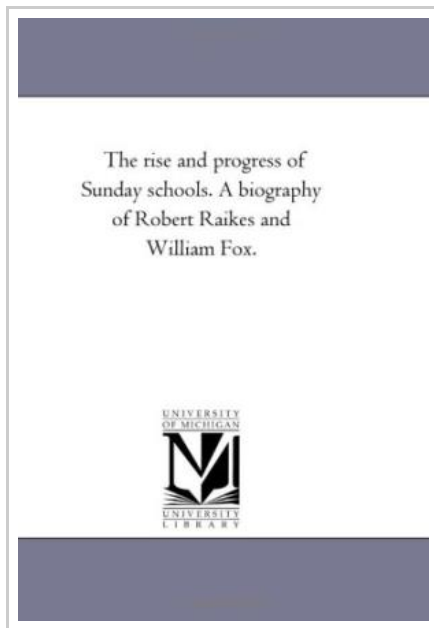 The rise and progress of
Sunday schools. A biography
of Robert Raikes and
William Fox.
UNIVERSITY
OF MICHIGAN
UNIVERSITY
LIBRARY